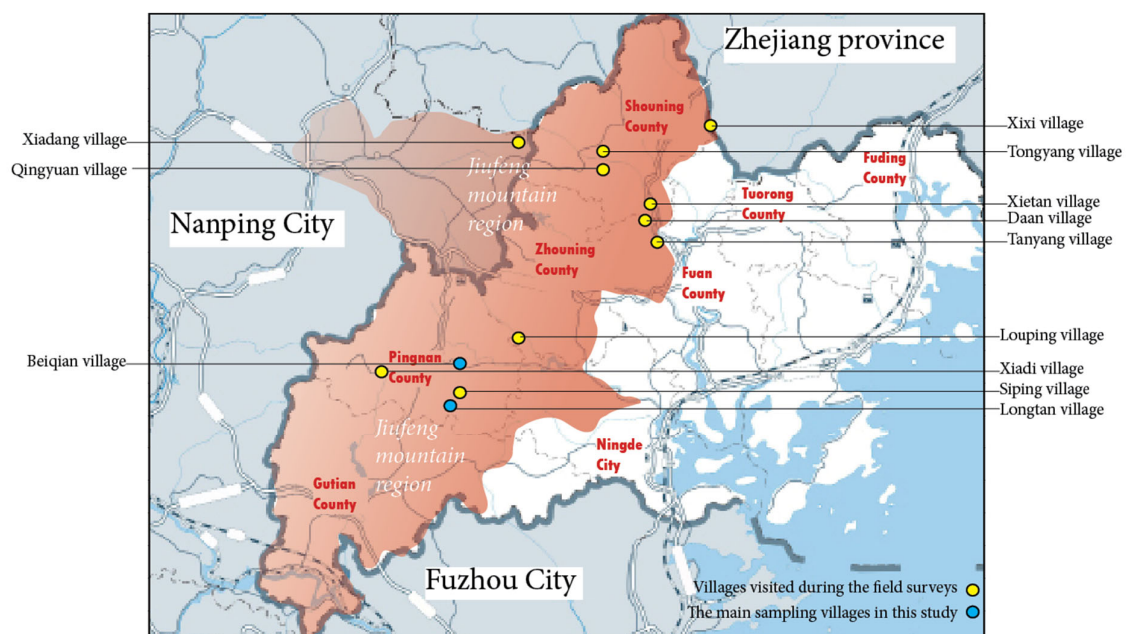 Zhejiang province
Shouning
County
Xiadang village
Xixi village
Tongyang village
Qingyuan village
Jiufeng
mountain
region
Fuding
County
Tuorong
County
Xietan village
Daan village
Tanyang village
Nanping City
Zhouning
County
Fuan
County
Louping village
Beiqian village
Pingnan
County
Xiadi village
Siping village
Longtan village
Jiufeng
mountain
region
Ningde
City
Gutian
County
Fuzhou City
Villages visited during the field surveys
The main sampling villages in this study